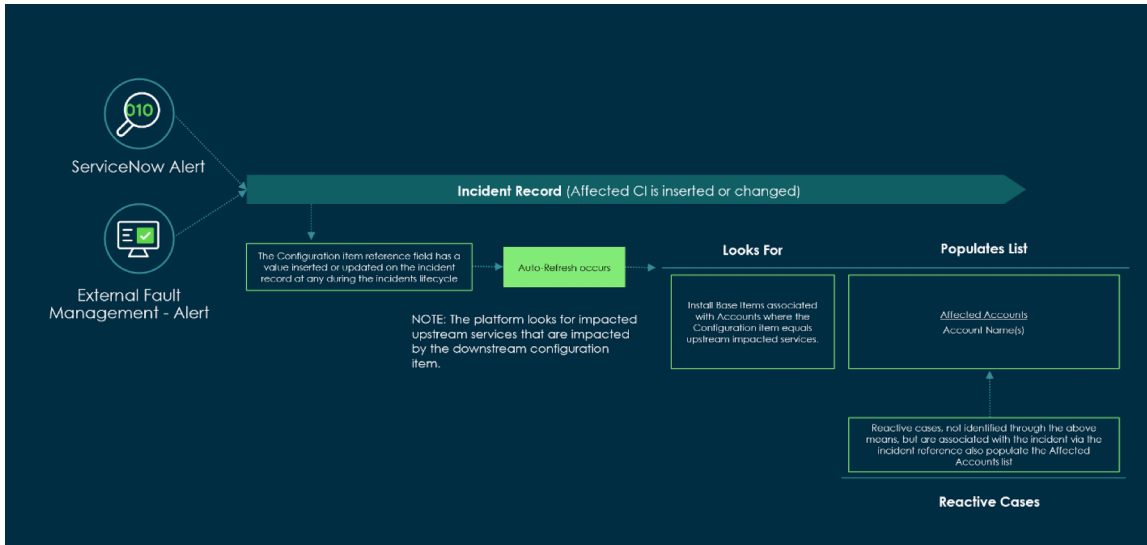 010
ServiceNow Alert
Incident Record (Affected CI is inserted or changed)
External Fault
Management - Alert
The Configuration item reference field has a
value inserted or updated on the incident
record at any during the incidents lifecycle
Auto-Refresh occurs
NOTE: The platform looks for impacted
upstream services that are impacted
by the downstream configuration
item.
Looks For
Install Base Items associated
with Accounts where the
Configuration item equals
upstream impacted services.
Populates List
Affected Accounts
Account Name(s)
Reactive cases, not identified through the above
means, but are associated with the incident via the
incident reference also populate the Affected
Accounts list
Reactive Cases